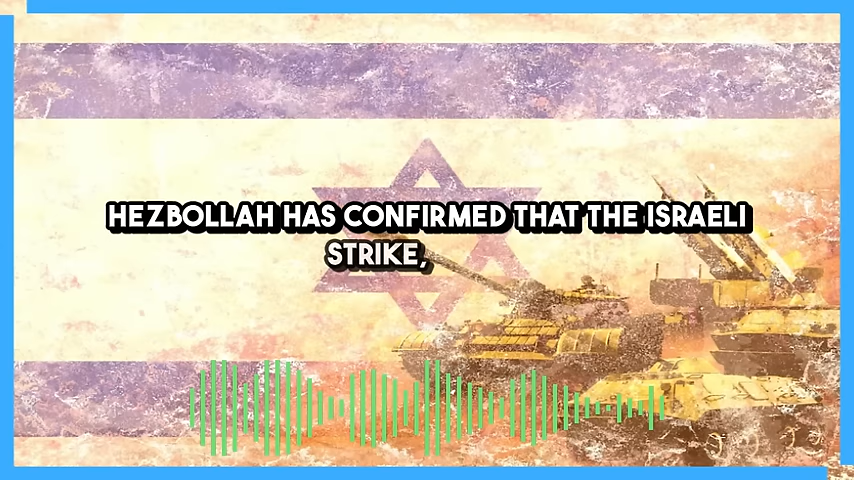 HEZBOLLAH HAS CONFIRMED THAT THE ISRAELI
STRIKE,